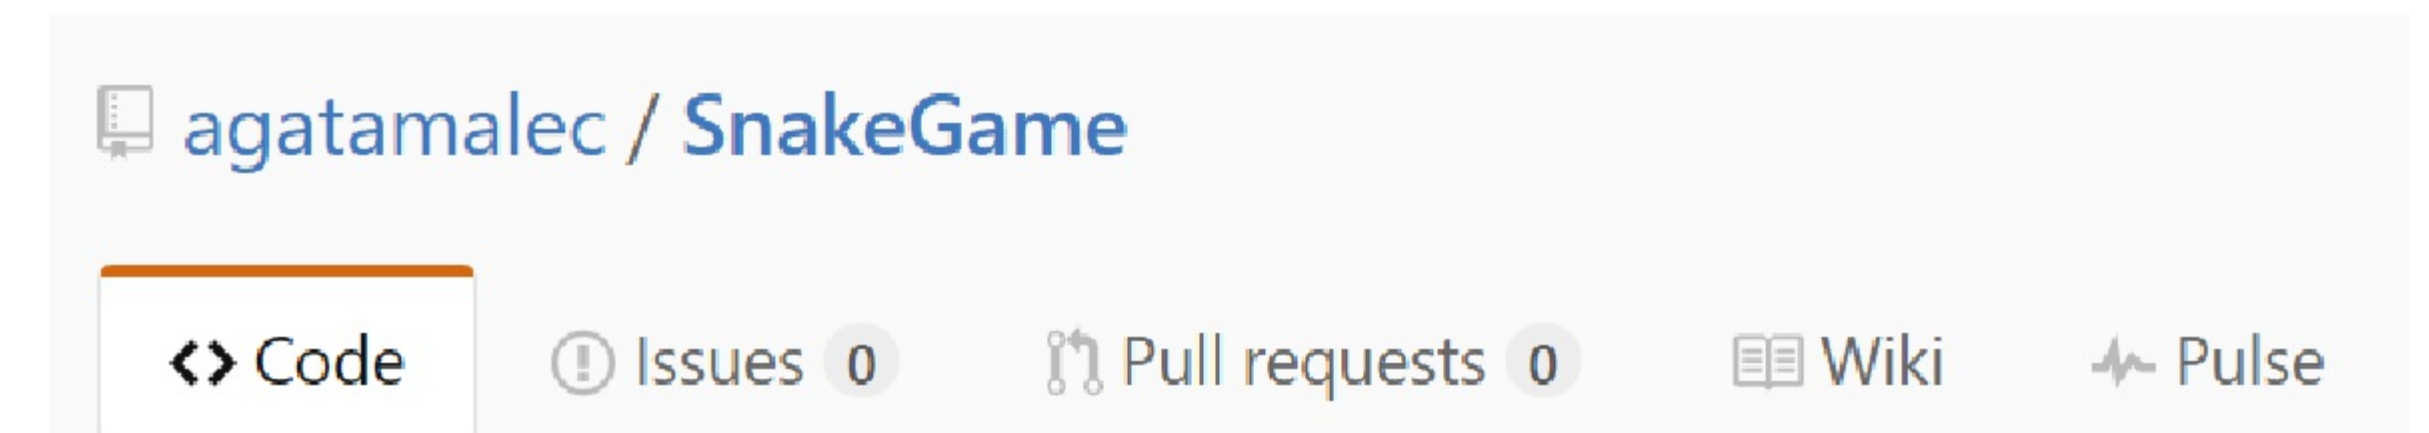 agatamalec / SnakeGame
<> Code Issues 0 Pull requests 0 Wiki Pulse